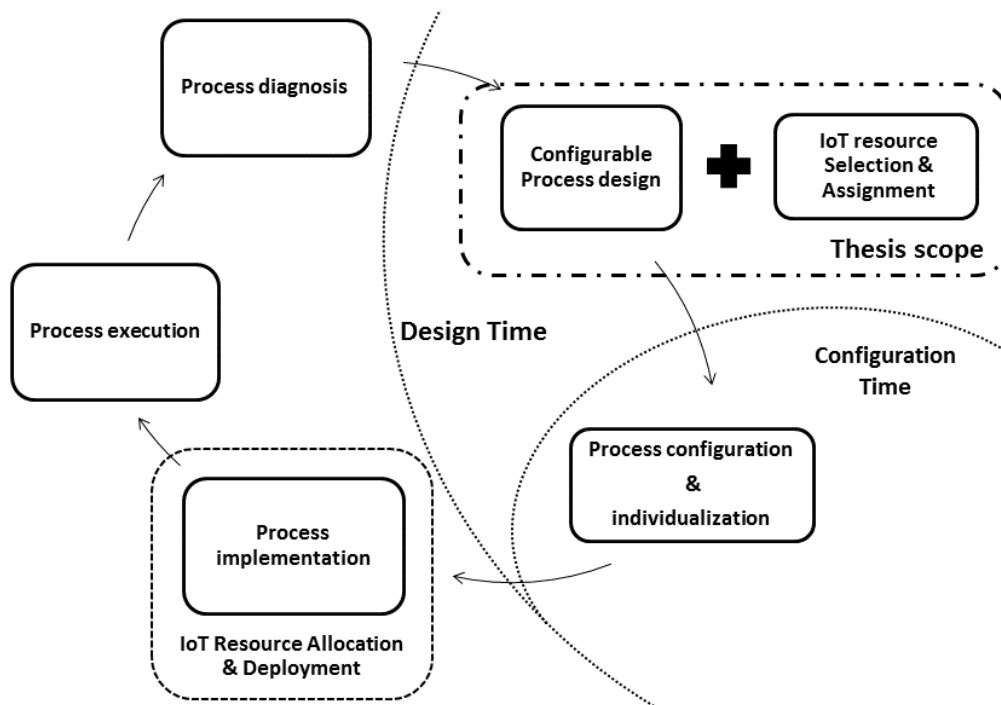 Process diagnosis
Configurable
Process design
IoT resource
Selection &
Assignment
Thesis scope
Process execution
Design Time
Configuration
Time
Process configuration
&
individualization
Process
implementation
IoT Resource Allocation
& Deployment